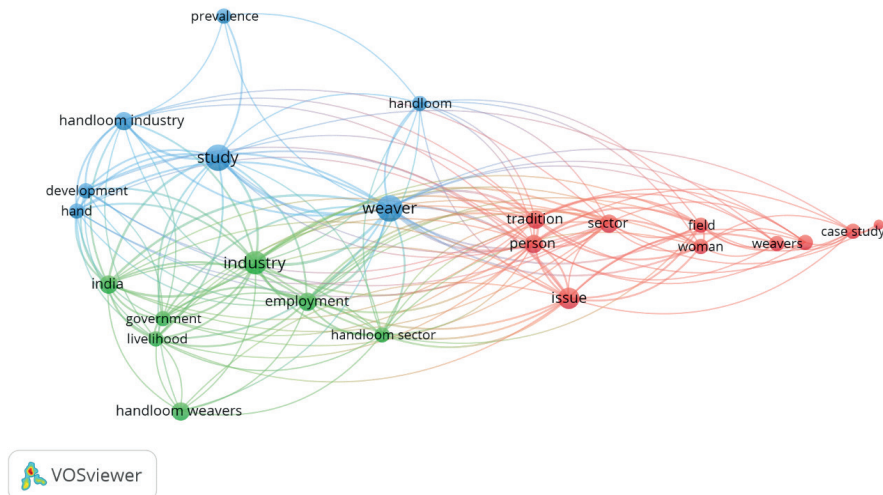 prevalence
handloom
handloom industry
study
development
hand
weaver
tradition
sector
field
case study
person
woman
weavers
industry
india
employment
issue
government
livelihood
handloom sector
handloom weavers
VOSviewer